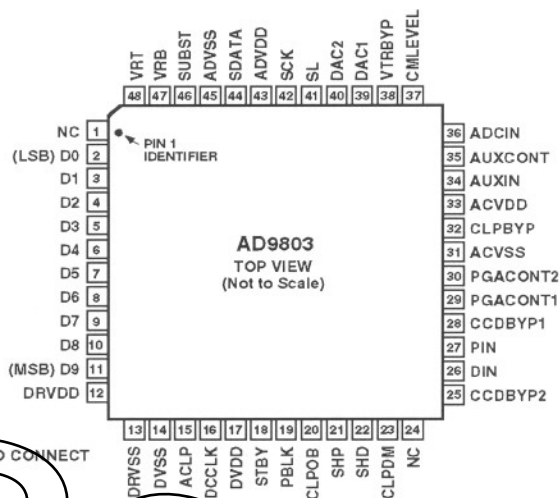 VRT VRB SUBST ADVSS SDATA ADVDD SCK SL DAC2 DAC1 VTRBYP CMLEVEL
48 47 46 45 44 43 42 41 40 39 38 37
NC 1
(LSB) D0 2
D1 3
D2 4
D3 5
D4 6
D5 7
D6 8
D7 9
D8 10
(MSB) D9 11
DRVDD 12
PIN 1
IDENTIFIER
AD9803
TOP VIEW
(Not to Scale)
36 ADCIN
35 AUXCONT
34 AUXIN
33 ACVDD
32 CLPBYP
31 ACVSS
30 PGACONT2
29 PGACONT1
28 CCDBYP1
27 PIN
26 DIN
25 CCDBYP2
13 14 15 16 17 18 19 20 21 22 23 24
DRVSS DVSS ACLP DCCLK DVDD STBY PBLK CLPOB SHP SHD CLPDM NC
CONNECT